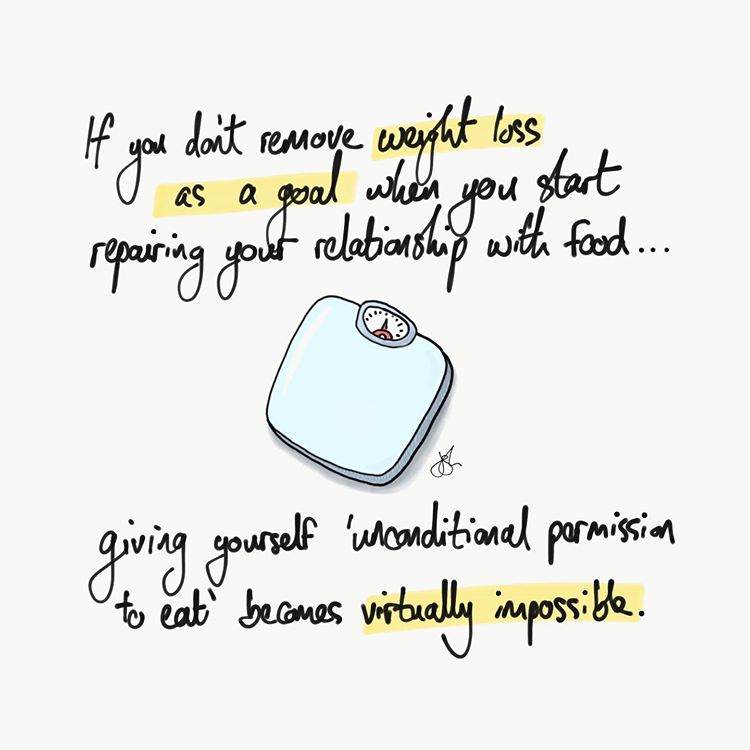 If you don't remove weight loss
as a goal when you start
repairing your relationship with food...
giving yourself 'unconditional permission
to eat' becomes virtually impossible.